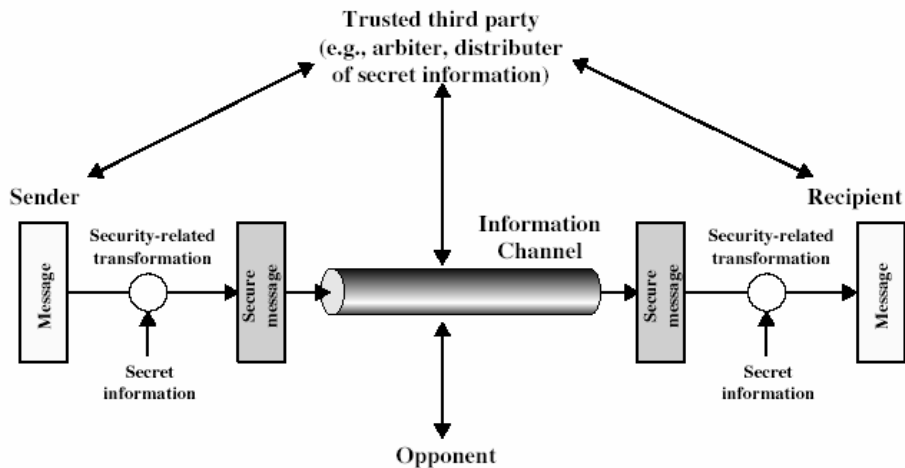 Trusted third party
(e.g., arbiter, distributer
of secret information)
Sender
Recipient
Information
Channel
Security-related
transformation
Security-related
transformation
Message
Secure
message
Secure
message
Message
Secret
information
Secret
information
Opponent